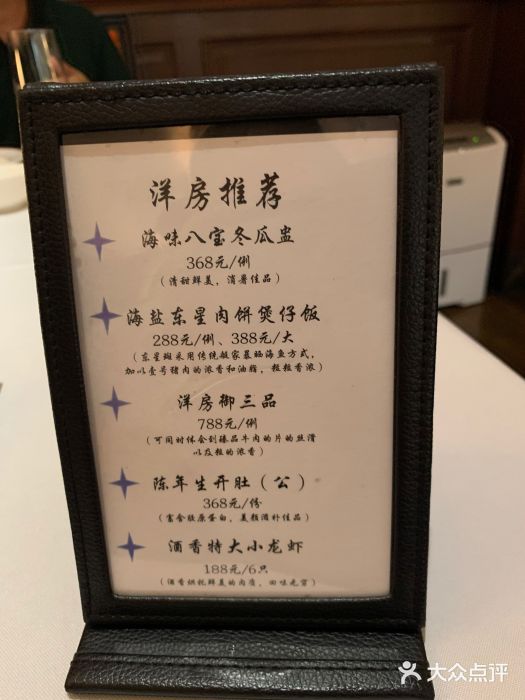 洋房推荐
海味八宝冬瓜盅
368元/例
(清甜鲜美,消暑佳品)
海盐东星肉饼煲仔饭
288元/例、388元/大
(东星斑采用传统艇家暴晒海鱼方式,
加以壹号猪肉的浓香和油脂,粒粒香浓)
洋房御三品
788元/例
(可同时体会到臻品牛肉的片的丝滑
以及粒的浓香)
陈年生开肚(公)
368元/份
(富含胶原蛋白,美颜滋补佳品)
酒香特大小龙虾
188元/6只
(酒香烘托鲜美的肉质,回味无穷)
大众点评